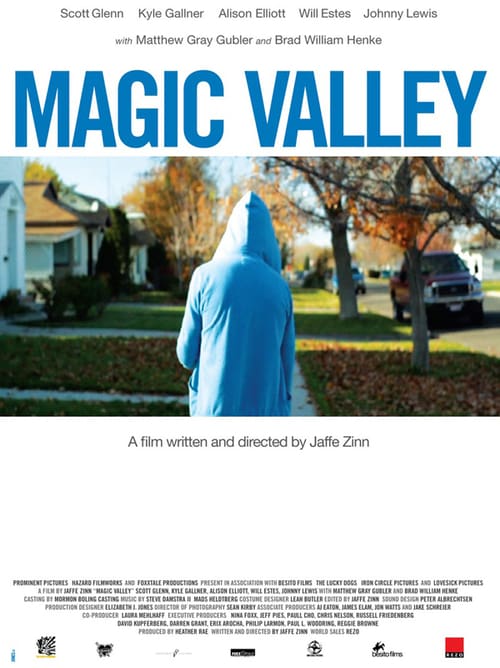 Scott Glenn Kyle Gallner Alison Elliott Will Estes Johnny Lewis
with Matthew Gray Gubler and Brad William Henke
MAGIC VALLEY
A film written and directed by Jaffe Zinn
PROMINENT PICTURES HAZARD FILMWORKS AND FOXXTALE PRODUCTIONS PRESENT IN ASSOCIATION WITH BESITO FILMS THE LUCKY DOGS IRON CIRCLE PICTURES AND LOVESICK PICTURES
A FILM BY JAFFE ZINN "MAGIC VALLEY" SCOTT GLENN, KYLE GALLNER, ALISON ELLIOTT, WILL ESTES, JOHNNY LEWIS WITH MATTHEW GRAY GUBLER AND BRAD WILLIAM HENKE
CASTING BY MORMON BOLING CASTING MUSIC BY STEVE DAMSTRA II MADS HELDTBERG COSTUME DESIGNER LEAH BUTLER EDITED BY JAFFE ZINN SOUND DESIGN PETER ALBRECHTSEN
PRODUCTION DESIGNER ELIZABETH J. JONES DIRECTOR OF PHOTOGRAPHY SEAN KIRBY ASSOCIATE PRODUCERS AJ EATON, JAMES ELAM, JON WATTS AND JAKE SCHREIER
CO-PRODUCER LAURA MEHLHAFF EXECUTIVE PRODUCERS NINA FOXX, JEFF PIES, PAULL CHO, CHRIS NELSON, RUSSELL FRIEDENBERG
DAVID KUPFERBERG, DARREN GRANT, ERIX AROCHA, PHILIP LARMON, PAUL L. WOODRING, REGGIE BROWNE
PRODUCED BY HEATHER RAE WRITTEN AND DIRECTED BY JAFFE ZINN WORLD SALES REZO
besito films
REZO